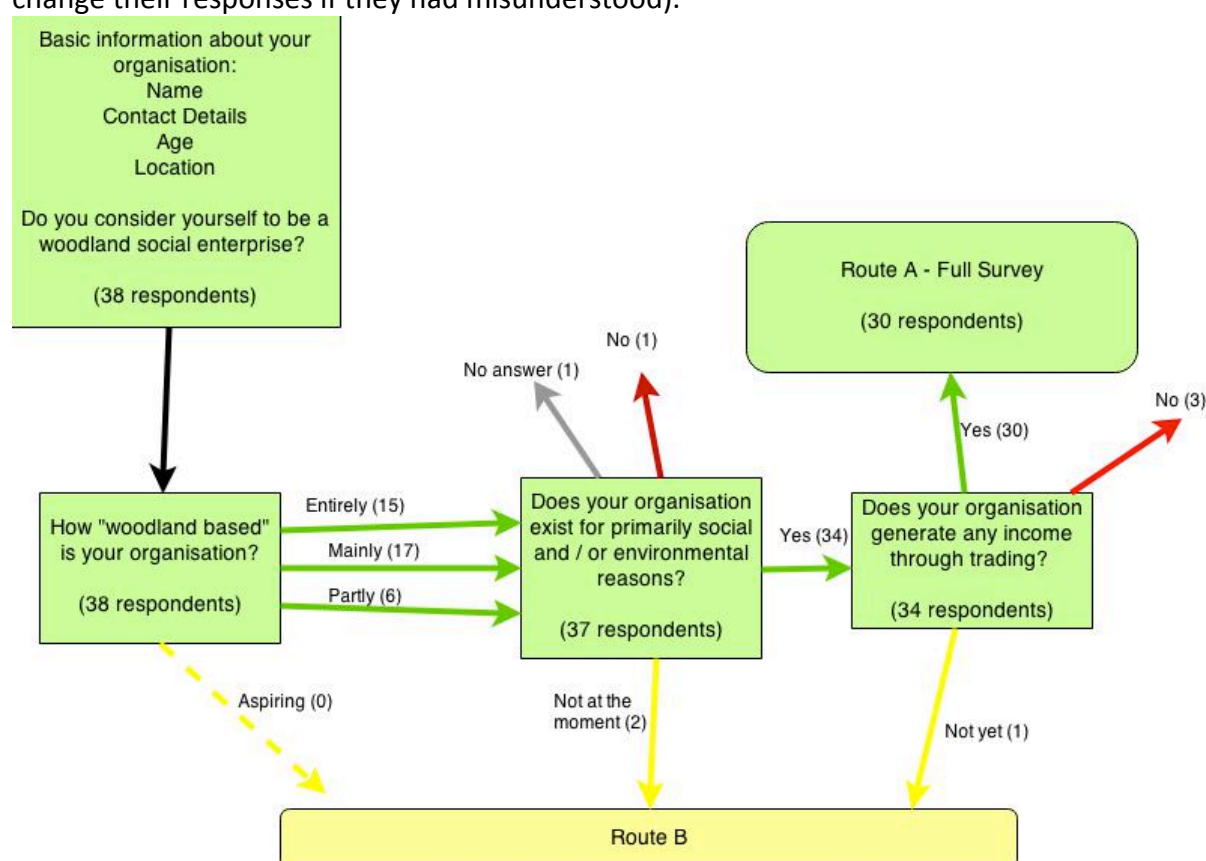 change their responses if they had misunderstood).
Basic information about your
organisation:
Name
Contact Details
Age
Location
Do you consider yourself to be a
woodland social enterprise?
(38 respondents)
Route A - Full Survey
(30 respondents)
No (1)
No answer (1)
No (3)
Yes (30)
How "woodland based"
is your organisation?
(38 respondents)
Entirely (15)
Mainly (17)
Partly (6)
Does your organisation
exist for primarily social
and / or environmental
reasons?
(37 respondents)
Yes (34)
Does your organisation
generate any income
through trading?
(34 respondents)
Aspiring (0)
Not at the
moment (2)
Not yet (1)
Route B